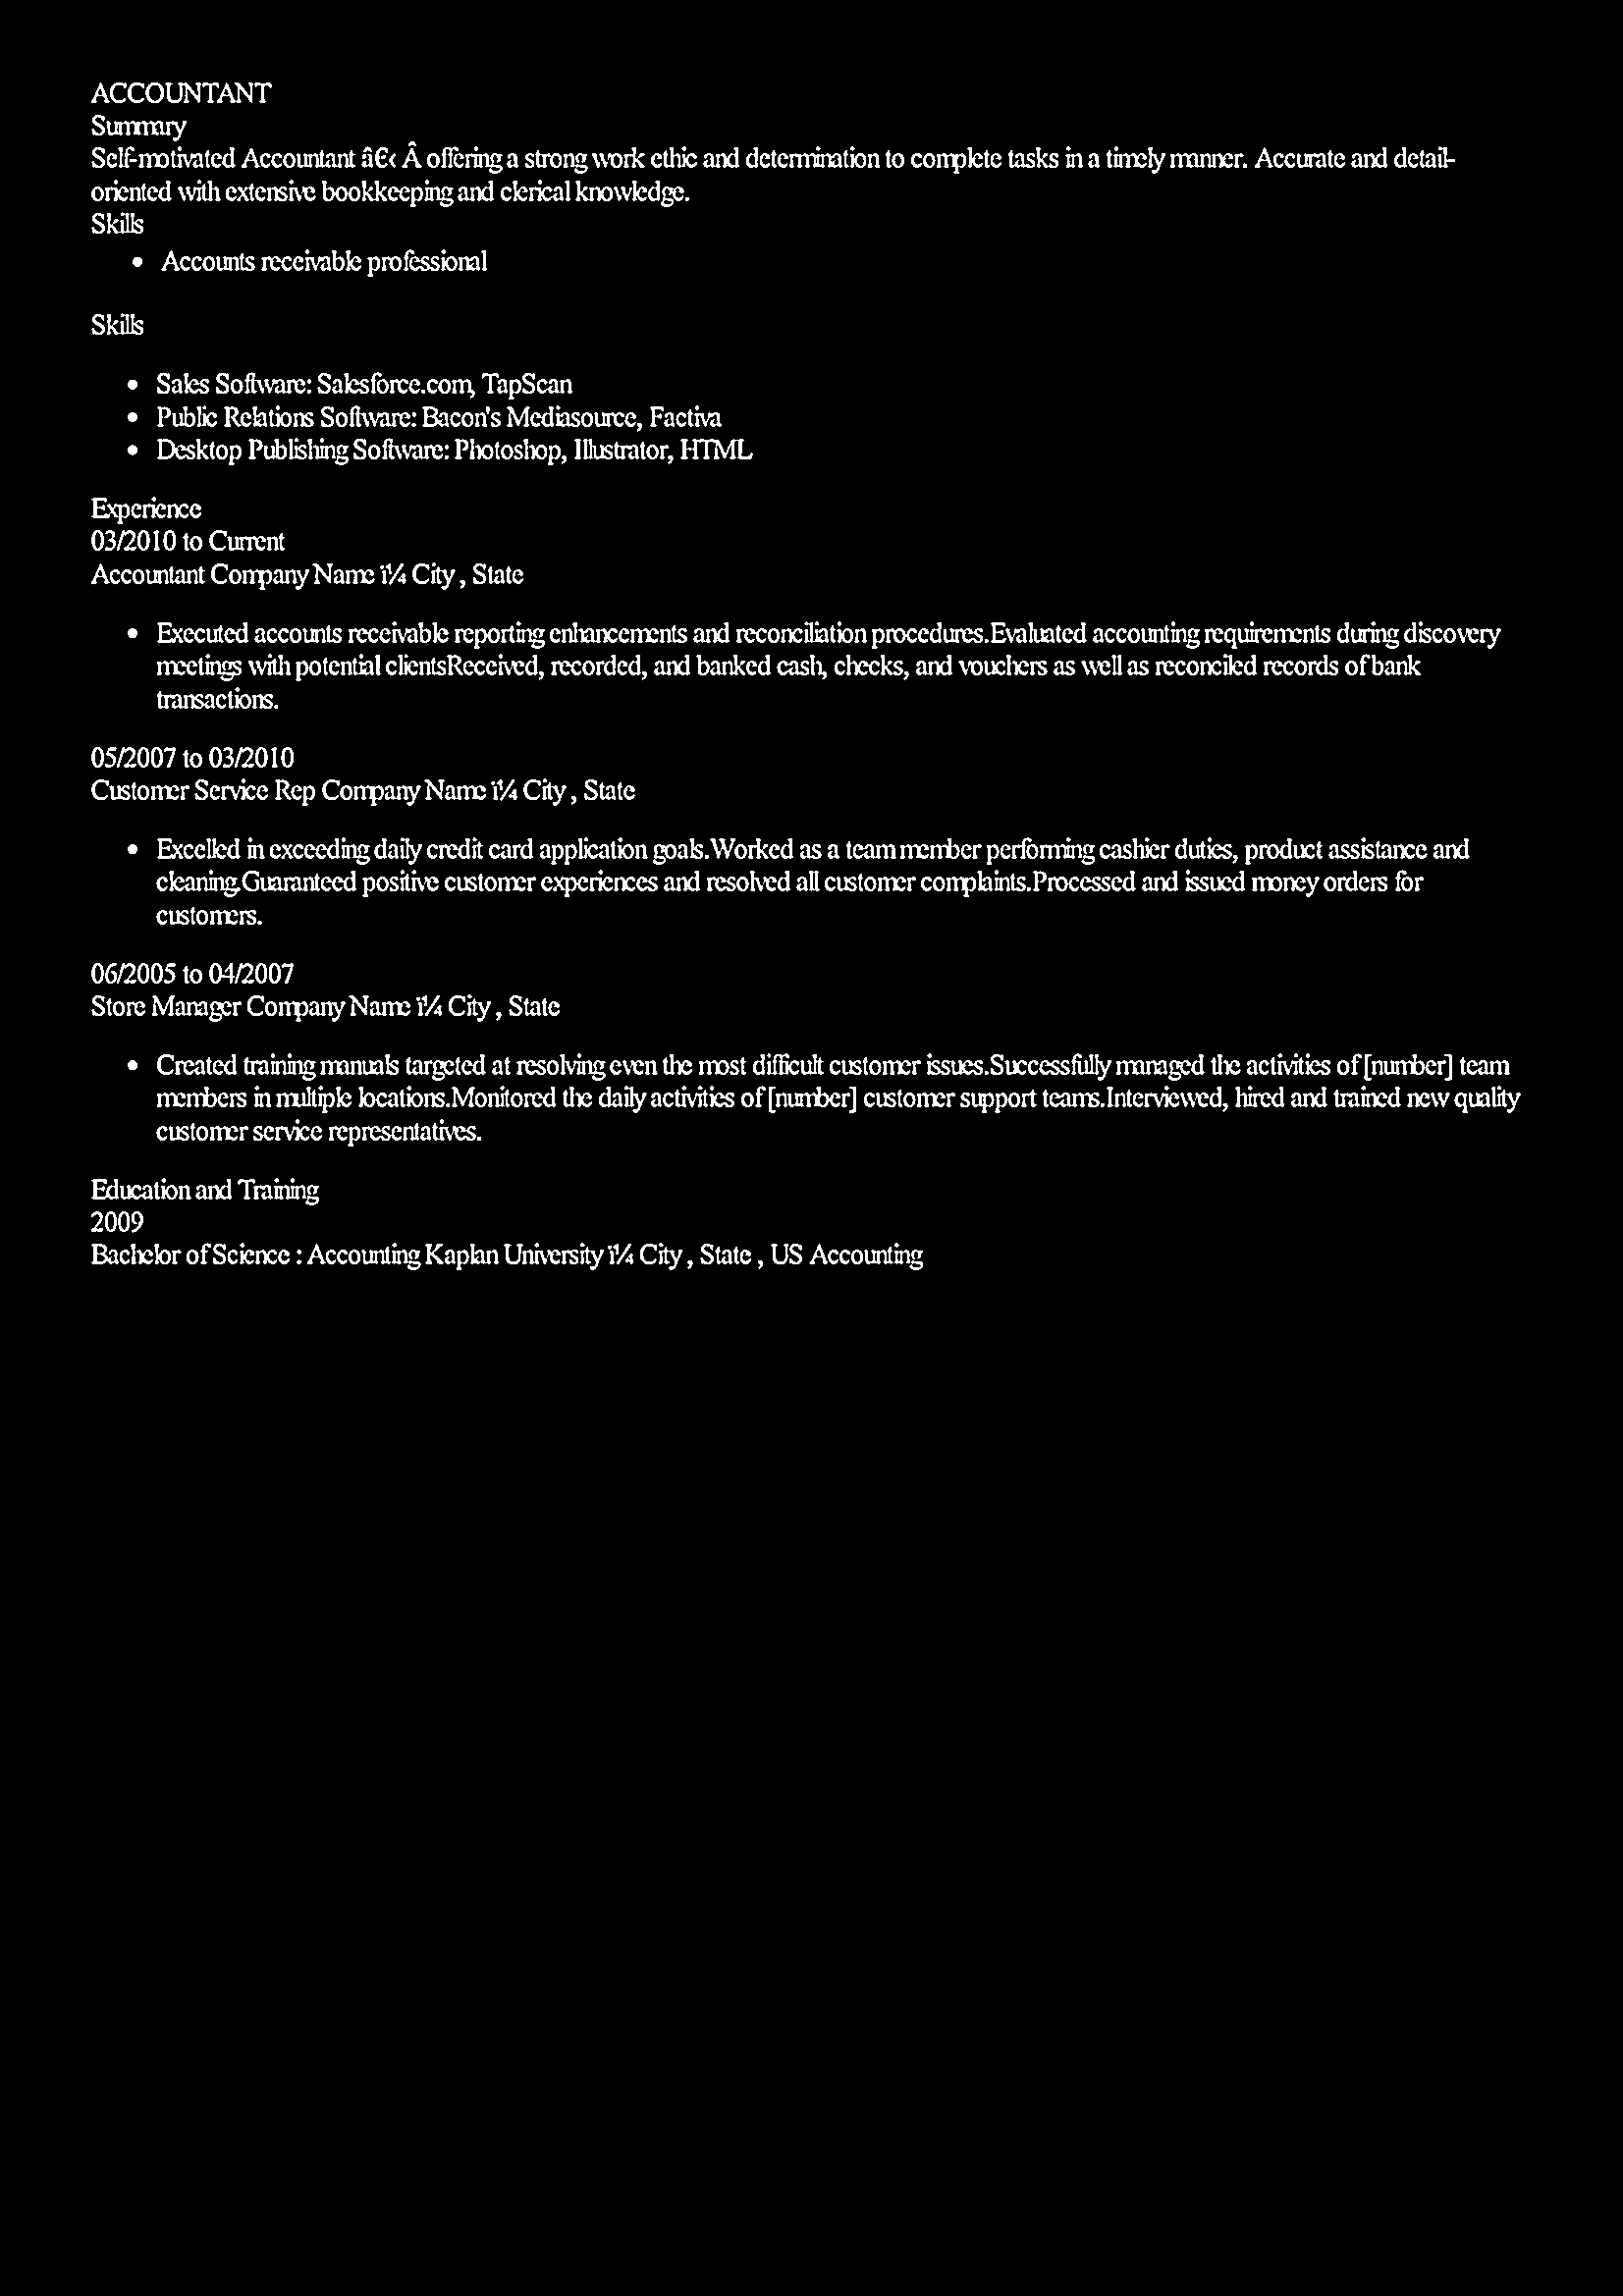 ACCOUNTANT
Summary
Self-motivated Accountant â€‹ Â offering a strong work ethic and determination to complete tasks in a timely manner. Accurate and detail-
oriented with extensive bookkeeping and clerical knowledge.
Skills
• Accounts receivable professional
Skills
• Sales Software: Salesforce.com, TapScan
• Public Relations Software: Bacon's Mediasource, Factiva
• Desktop Publishing Software: Photoshop, Illustrator, HTML
Experience
03/2010 to Current
Accountant Company Name ï¼ City , State
• Executed accounts receivable reporting enhancements and reconciliation procedures.Evaluated accounting requirements during discovery
meetings with potential clientsReceived, recorded, and banked cash, checks, and vouchers as well as reconciled records of bank
transactions.
05/2007 to 03/2010
Customer Service Rep Company Name ï¼ City , State
• Excelled in exceeding daily credit card application goals.Worked as a team member performing cashier duties, product assistance and
cleaning.Guaranteed positive customer experiences and resolved all customer complaints.Processed and issued money orders for
customers.
06/2005 to 04/2007
Store Manager Company Name ï¼ City , State
• Created training manuals targeted at resolving even the most difficult customer issues.Successfully managed the activities of [number] team
members in multiple locations.Monitored the daily activities of [number] customer support teams.Interviewed, hired and trained new quality
customer service representatives.
Education and Training
2009
Bachelor of Science : Accounting Kaplan University ï¼ City , State , US Accounting